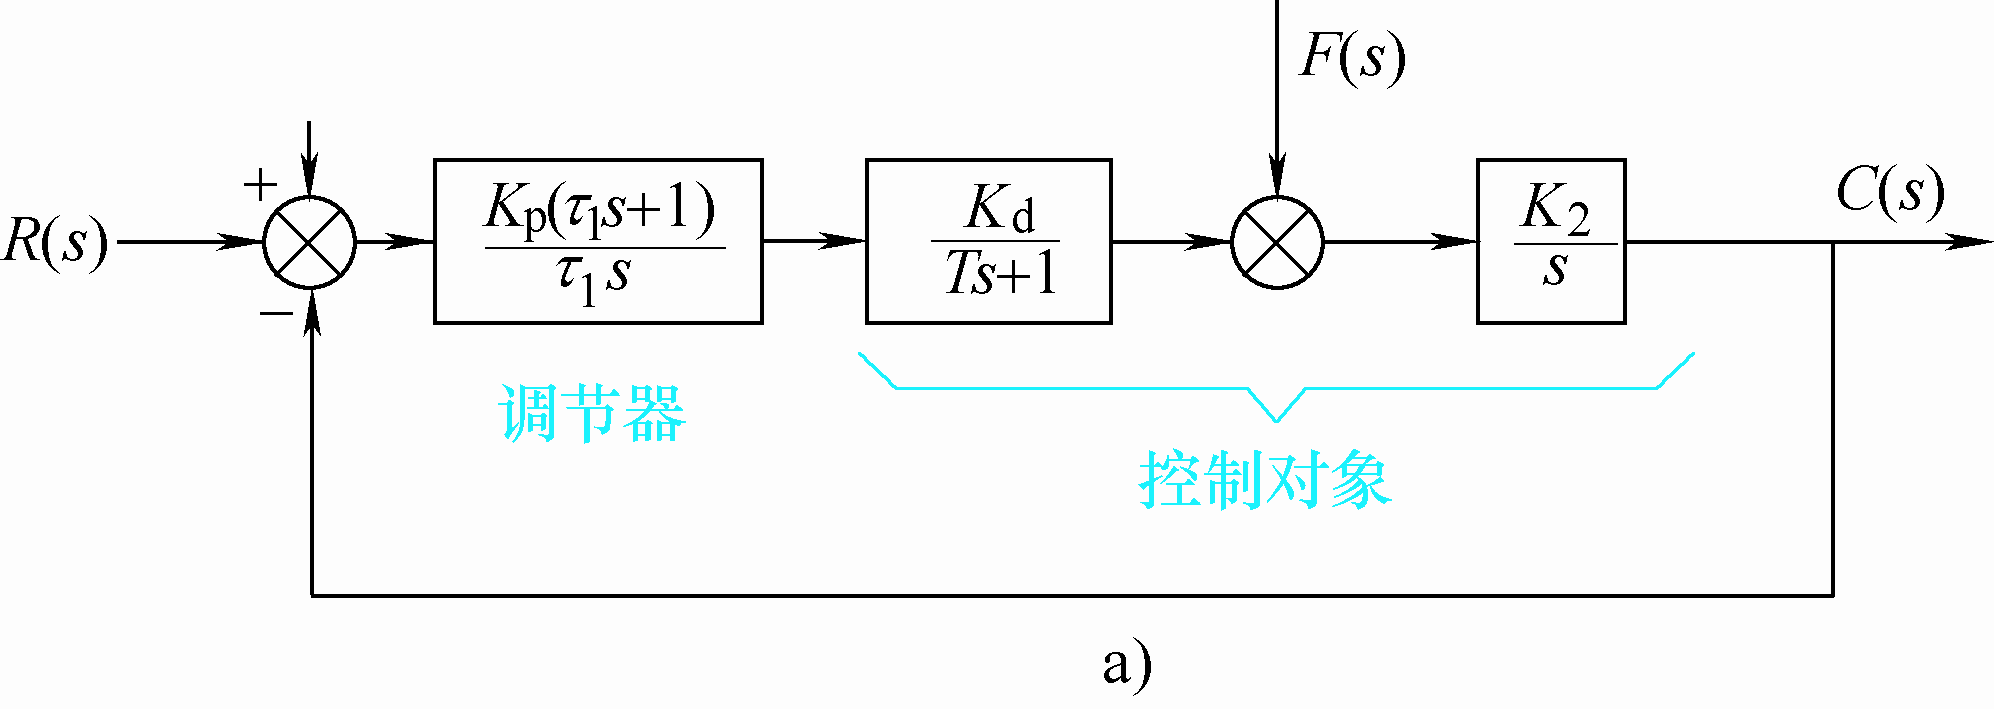 F(s)
+
R(s)
Kp(τ1s+1)
τ1s
Kd
Ts+1
K2
s
C(s)
−
调节器
控制对象
a)